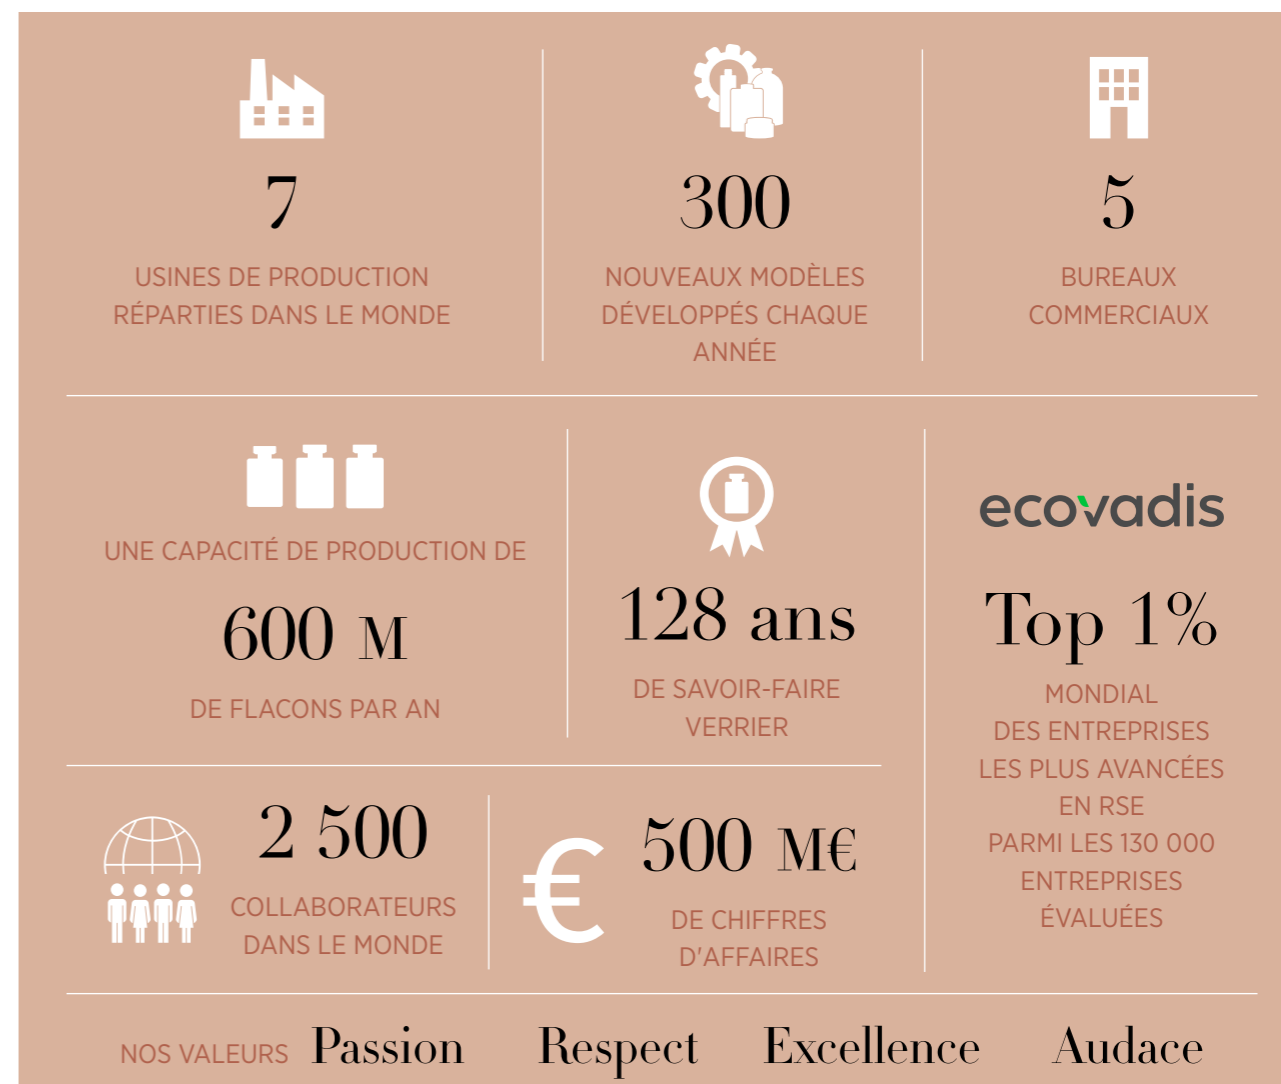 7
USINES DE PRODUCTION
RÉPARTIES DANS LE MONDE
300
NOUVEAUX MODÈLES
DÉVELOPPÉS CHAQUE
ANNÉE
5
BUREAUX
COMMERCIAUX
UNE CAPACITÉ DE PRODUCTION DE
600 M
DE FLACONS PAR AN
128 ans
DE SAVOIR-FAIRE
VERRIER
ecovadis
Top 1%
MONDIAL
DES ENTREPRISES
LES PLUS AVANCÉES
EN RSE
PARMI LES 130 000
ENTREPRISES
ÉVALUÉES
2 500
COLLABORATEURS
DANS LE MONDE
€
500 M€
DE CHIFFRES
D'AFFAIRES
NOS VALEURS Passion Respect Excellence Audace